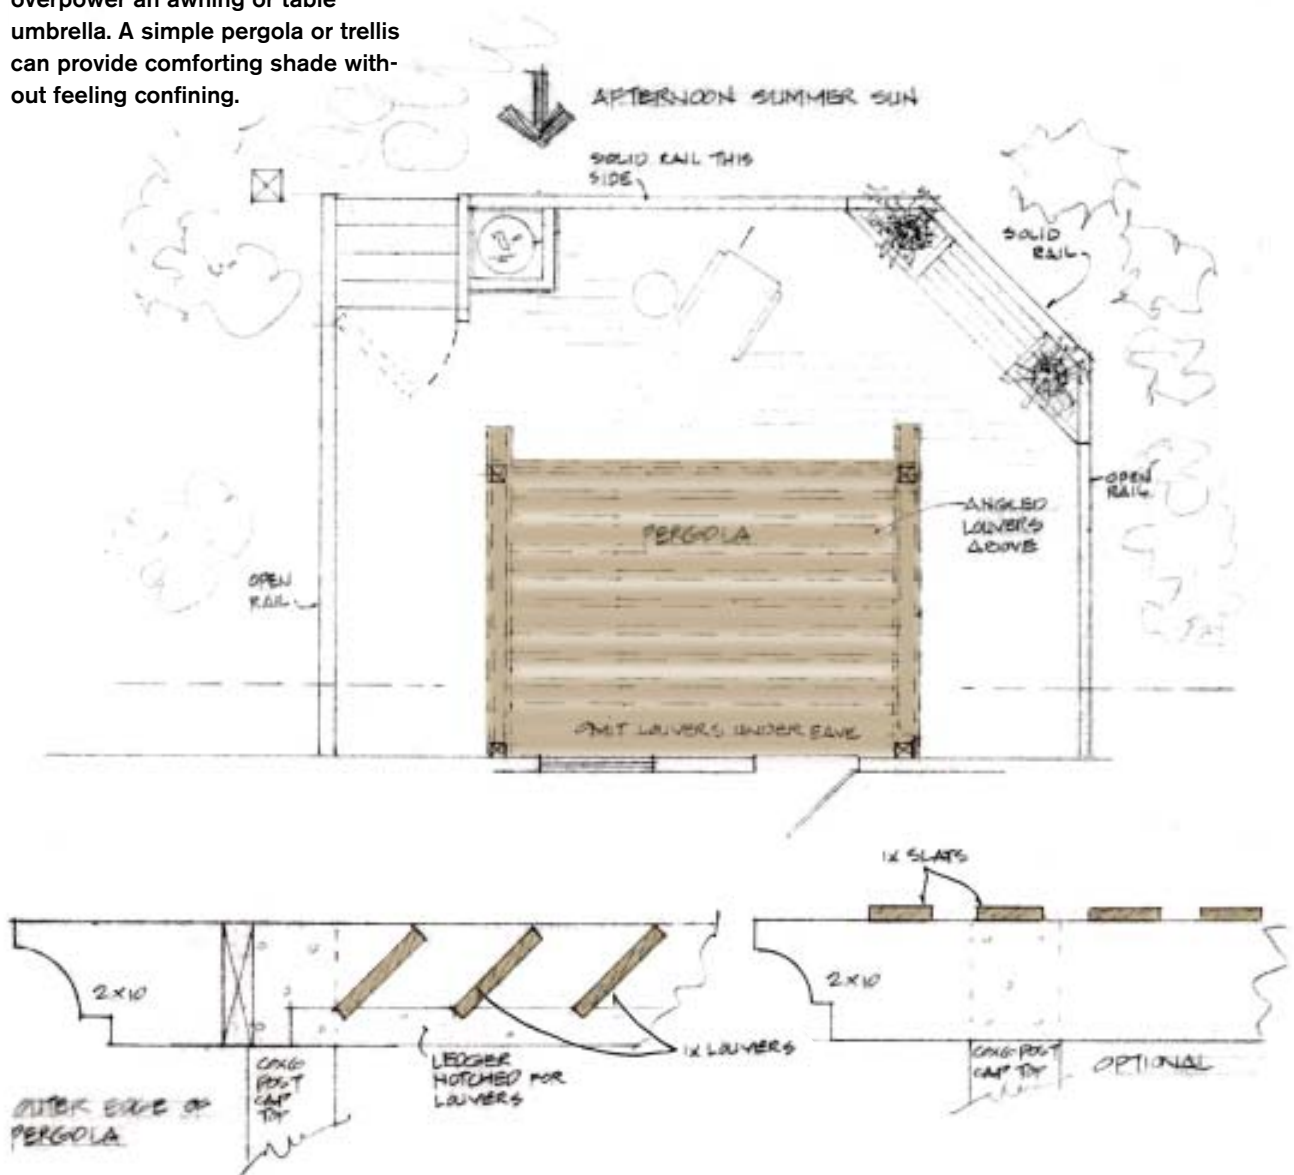 overpower an awning or table
umbrella. A simple pergola or trellis
can provide comforting shade with-
out feeling confining.
AFTERNOON SUMMER SUN
SOLID RAIL THIS
SIDE
SOLID
RAIL
OPEN
RAIL
ANGLED
LOUVERS
ABOVE
PERGOLA
OPEN
RAIL
OMIT LOUVERS UNDER EAVE
1X SLATS
2X10
2X10
1X LOUVERS
LEDGER
NOTCHED FOR
LOUVERS
6X6
POST
CAP
TOP
6X6 POST
CAP TOP
OPTIONAL
OUTER EDGE OF
PERGOLA